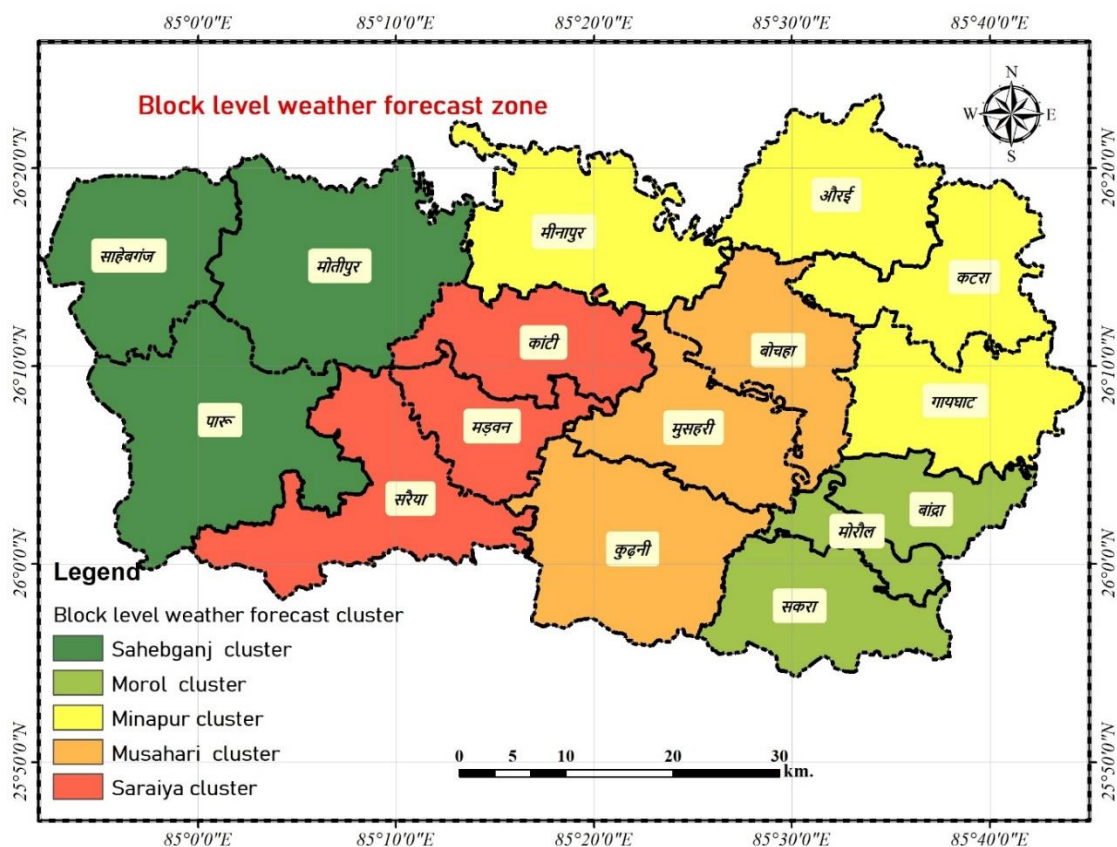 85°0'0"E 85°10'0"E 85°20'0"E 85°30'0"E 85°40'0"E
Block level weather forecast zone
N
W E
S
26°20'0"N 26°20'0"N
औरई
मीनापुर
साहेबगंज
मोतीपुर
कटरा
कांटी
बोचहा
26°10'0"N 26°10'0"N
गायघाट
पारू
मड़वन
मुसहरी
सरैया
बांद्रा
मोरौल
कुढ़नी
26°0'0"N 26°0'0"N
सकरा
Legend
Block level weather forecast cluster
Sahebganj cluster
Morol cluster
Minapur cluster
Musahari cluster
Saraiya cluster
0 5 10 20 30
km.
25°50'0"N 25°50'0"N
85°0'0"E 85°10'0"E 85°20'0"E 85°30'0"E 85°40'0"E